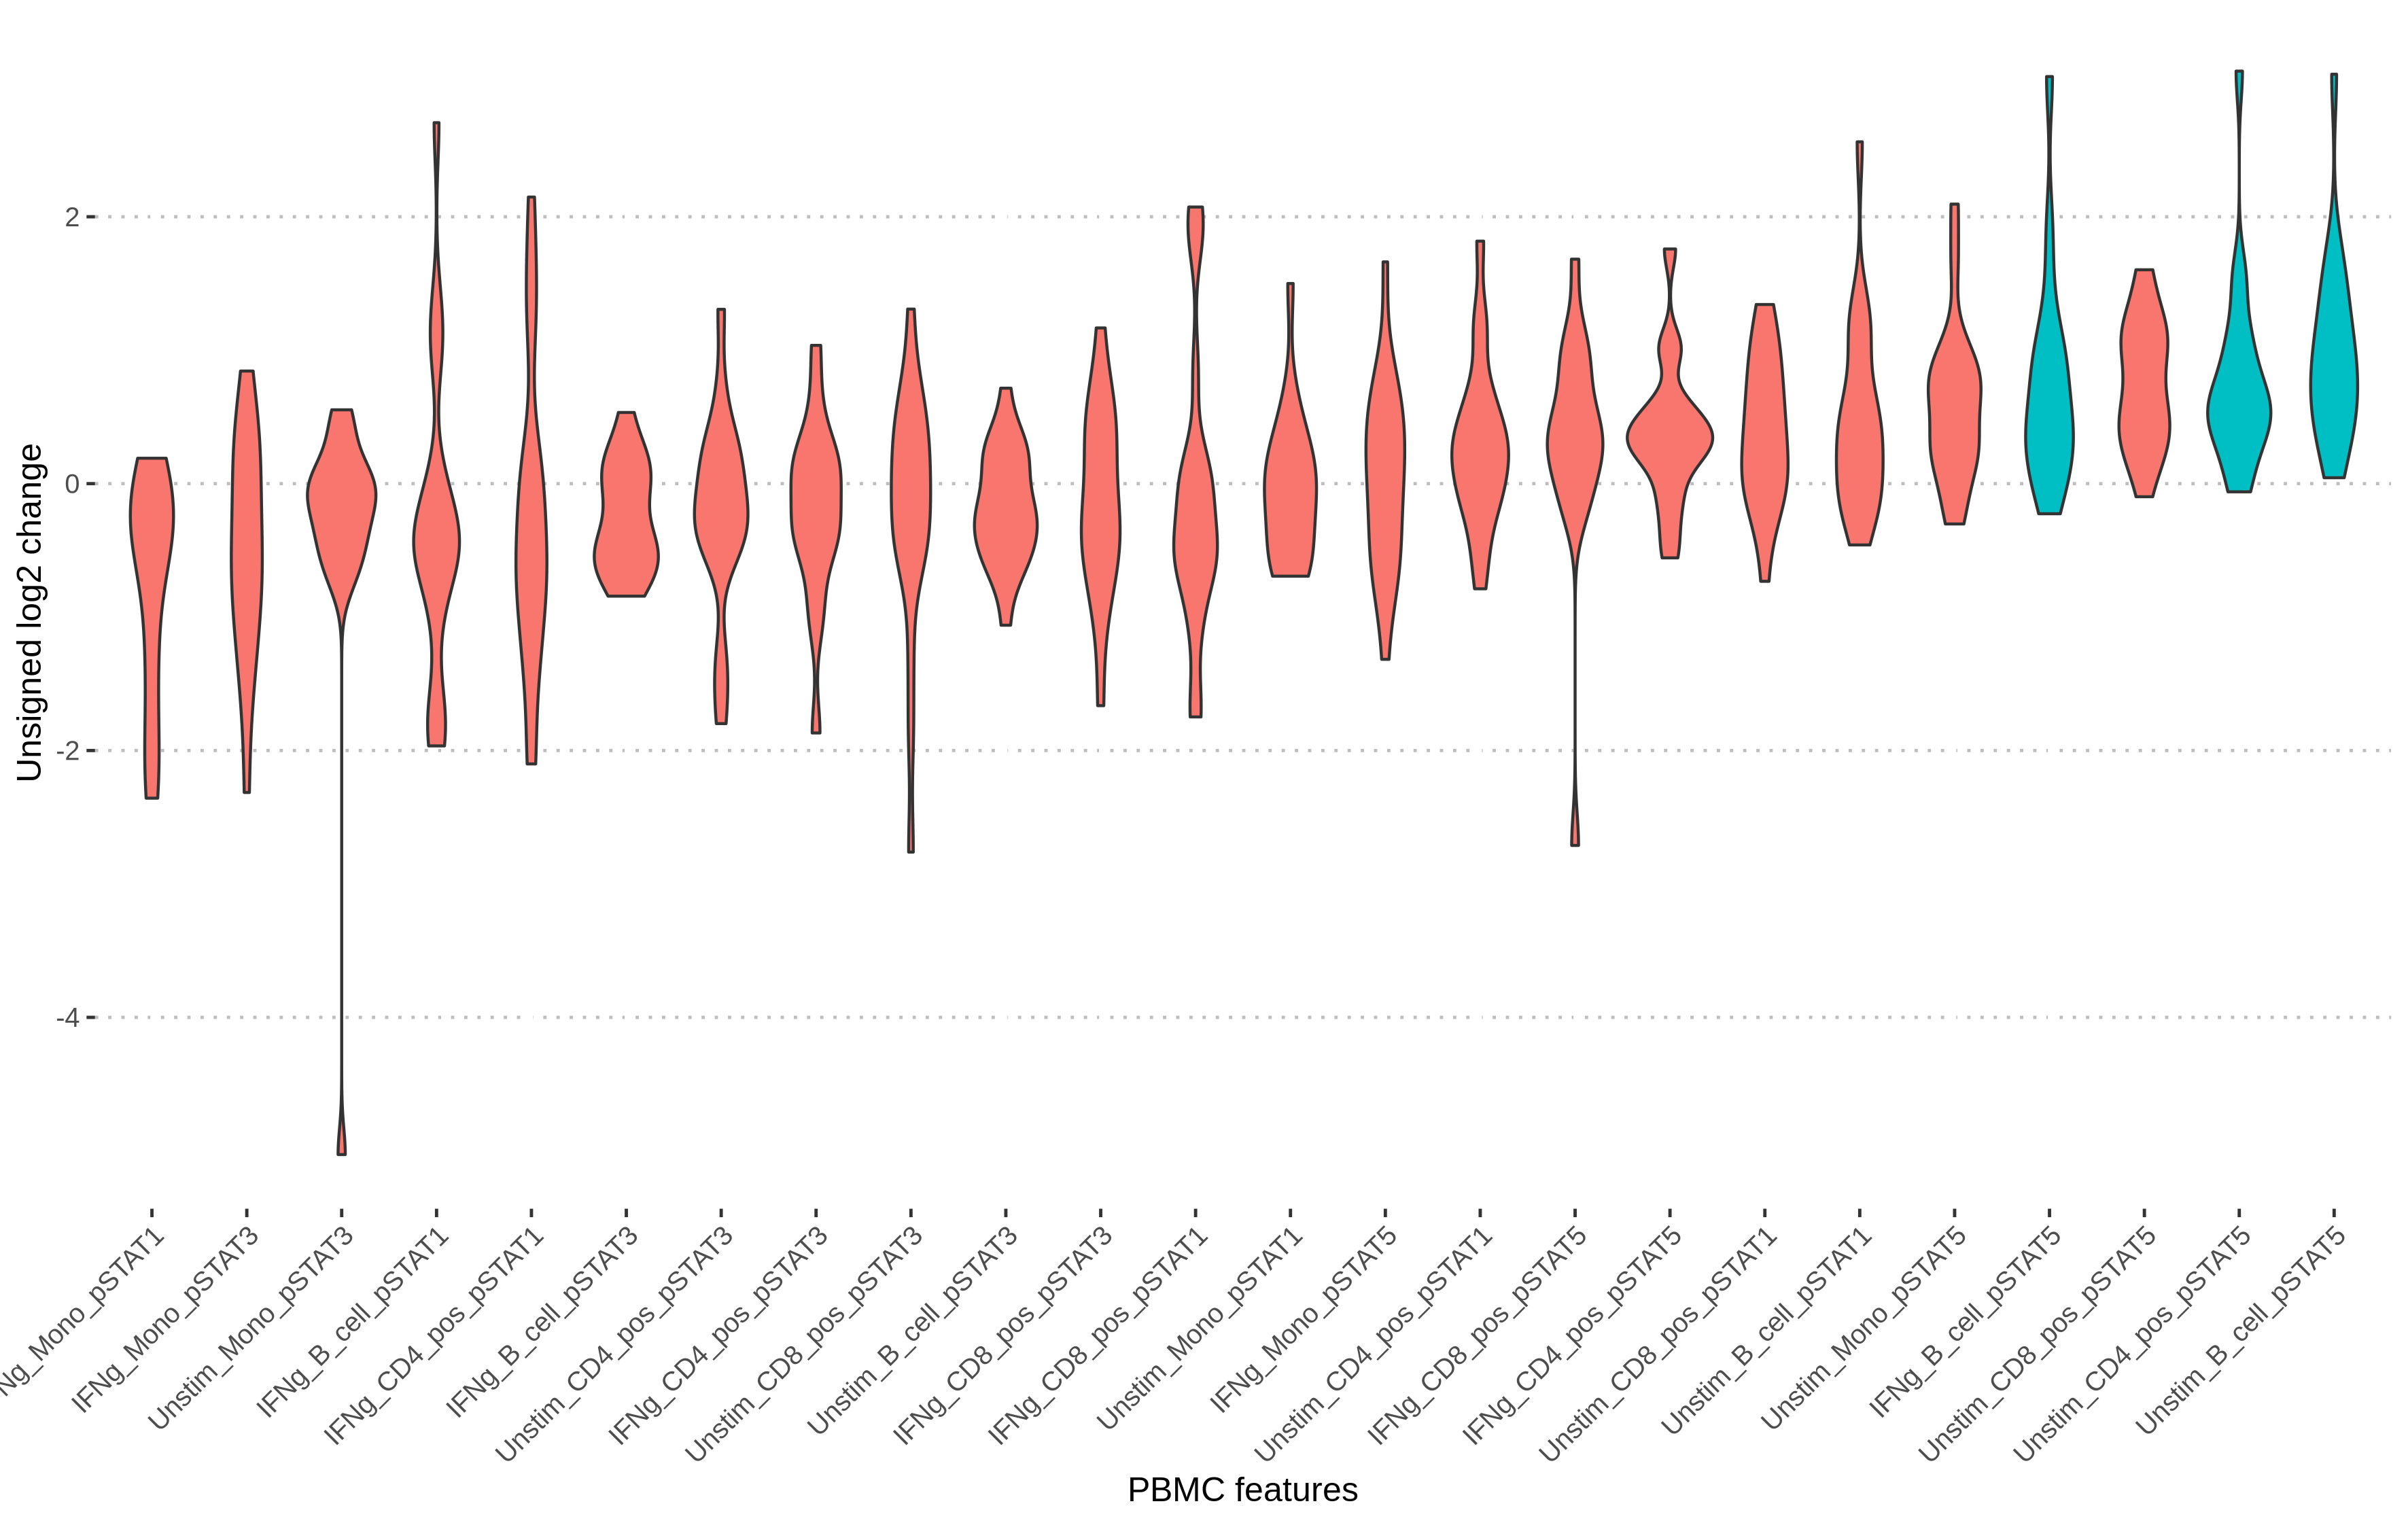 Unsigned log2 change
2
0
-2
-4
Ng_Mono_pSTAT1
IFNg_Mono_pSTAT3
Unstim_Mono_pSTAT3
IFNg_B_cell_pSTAT1
IFNg_CD4_pos_pSTAT1
IFNg_B_cell_pSTAT3
Unstim_CD4_pos_pSTAT3
IFNg_CD4_pos_pSTAT3
Unstim_CD8_pos_pSTAT3
Unstim_B_cell_pSTAT3
IFNg_CD8_pos_pSTAT3
IFNg_CD8_pos_pSTAT1
Unstim_Mono_pSTAT1
IFNg_Mono_pSTAT5
Unstim_CD4_pos_pSTAT1
IFNg_CD8_pos_pSTAT5
IFNg_CD4_pos_pSTAT5
Unstim_CD8_pos_pSTAT1
Unstim_B_cell_pSTAT1
Unstim_Mono_pSTAT5
IFNg_B_cell_pSTAT5
Unstim_CD8_pos_pSTAT5
Unstim_CD4_pos_pSTAT5
Unstim_B_cell_pSTAT5
PBMC features